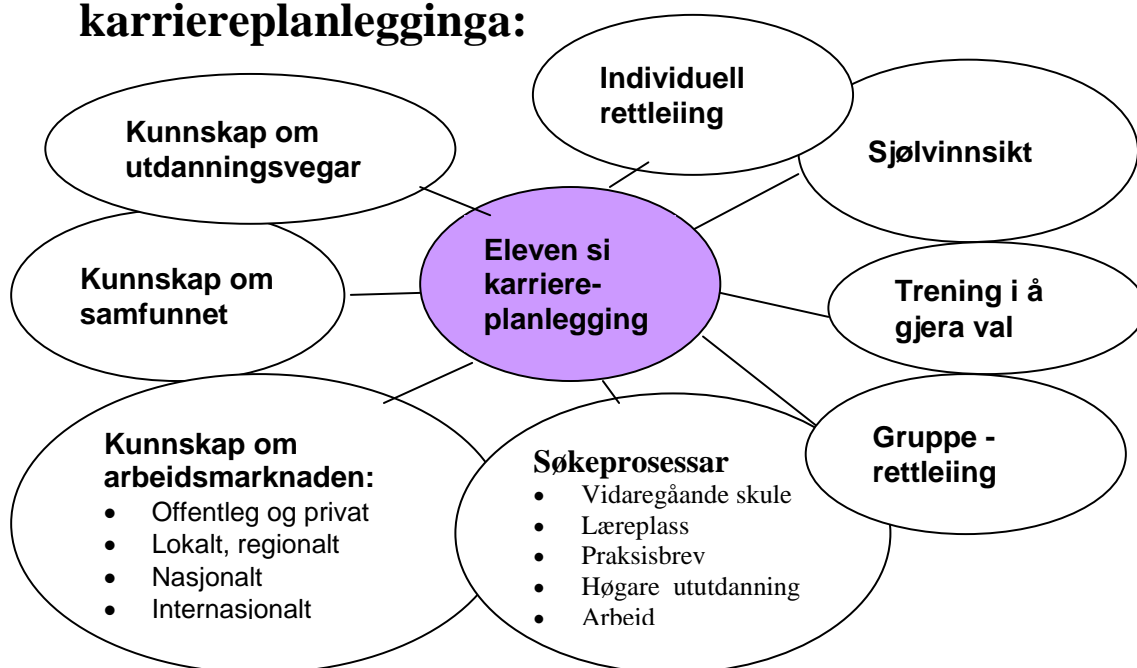 karriereplanlegginga:
Individuell
rettleiing
Kunnskap om
utdanningsvegar
Sjølvinnsikt
Eleven si
karriere-
planlegging
Kunnskap om
samfunnet
Trening i å
gjera val
Kunnskap om
arbeidsmarknaden:
• Offentleg og privat
• Lokalt, regionalt
• Nasjonalt
• Internasjonalt
Søkeprosessar
• Vidaregåande skule
• Læreplass
• Praksisbrev
• Høgare ututdanning
• Arbeid
Gruppe -
rettleiing